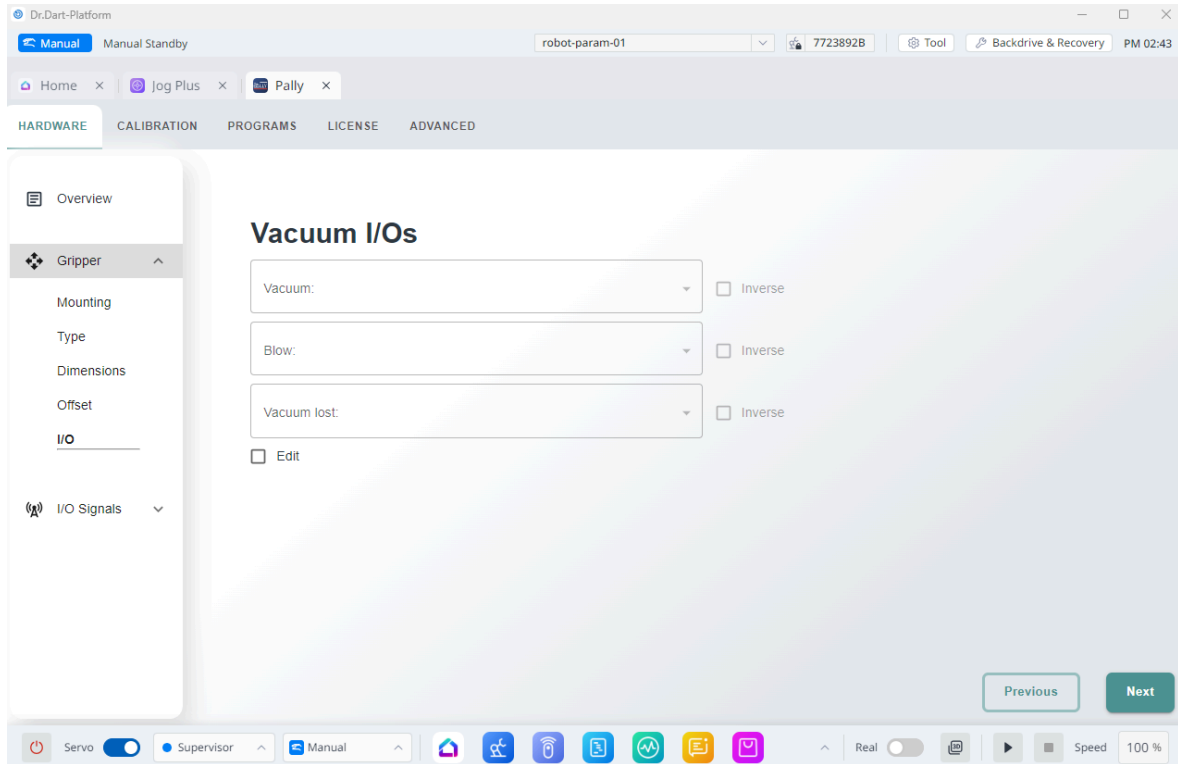 Dr.Dart-Platform
Manual Manual Standby robot-param-01 7723892B Tool Backdrive & Recovery PM 02:43
Home Jog Plus Pally
HARDWARE CALIBRATION PROGRAMS LICENSE ADVANCED
Overview
Gripper
Mounting
Type
Dimensions
Offset
I/O
I/O Signals
Vacuum I/Os
Vacuum: Inverse
Blow: Inverse
Vacuum lost: Inverse
Edit
Previous Next
Servo Supervisor Manual Real 3D Speed 100 %